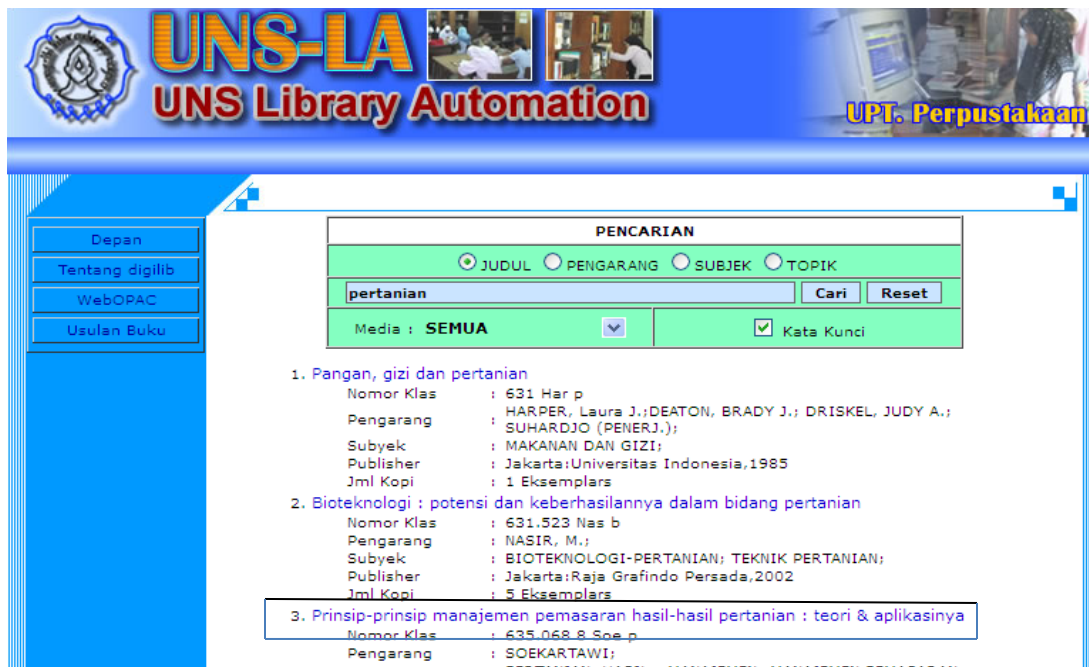 UNS-LA
UNS Library Automation
UPT. Perpustakaan
Depan
Tentang digilib
WebOPAC
Usulan Buku
PENCARIAN
JUDUL PENGARANG SUBJEK TOPIK
pertanian Cari Reset
Media : SEMUA Kata Kunci
1. Pangan, gizi dan pertanian
Nomor Klas : 631 Har p
Pengarang : HARPER, Laura J.;DEATON, BRADY J.; DRISKEL, JUDY A.;
SUHARDJO (PENERJ.);
Subyek : MAKANAN DAN GIZI;
Publisher : Jakarta:Universitas Indonesia,1985
Jml Kopi : 1 Eksemplars
2. Bioteknologi : potensi dan keberhasilannya dalam bidang pertanian
Nomor Klas : 631.523 Nas b
Pengarang : NASIR, M.;
Subyek : BIOTEKNOLOGI-PERTANIAN; TEKNIK PERTANIAN;
Publisher : Jakarta:Raja Grafindo Persada,2002
Jml Kopi : 5 Eksemplars
3. Prinsip-prinsip manajemen pemasaran hasil-hasil pertanian : teori & aplikasinya
Nomor Klas : 635.068 8 Soe p
Pengarang : SOEKARTAWI;